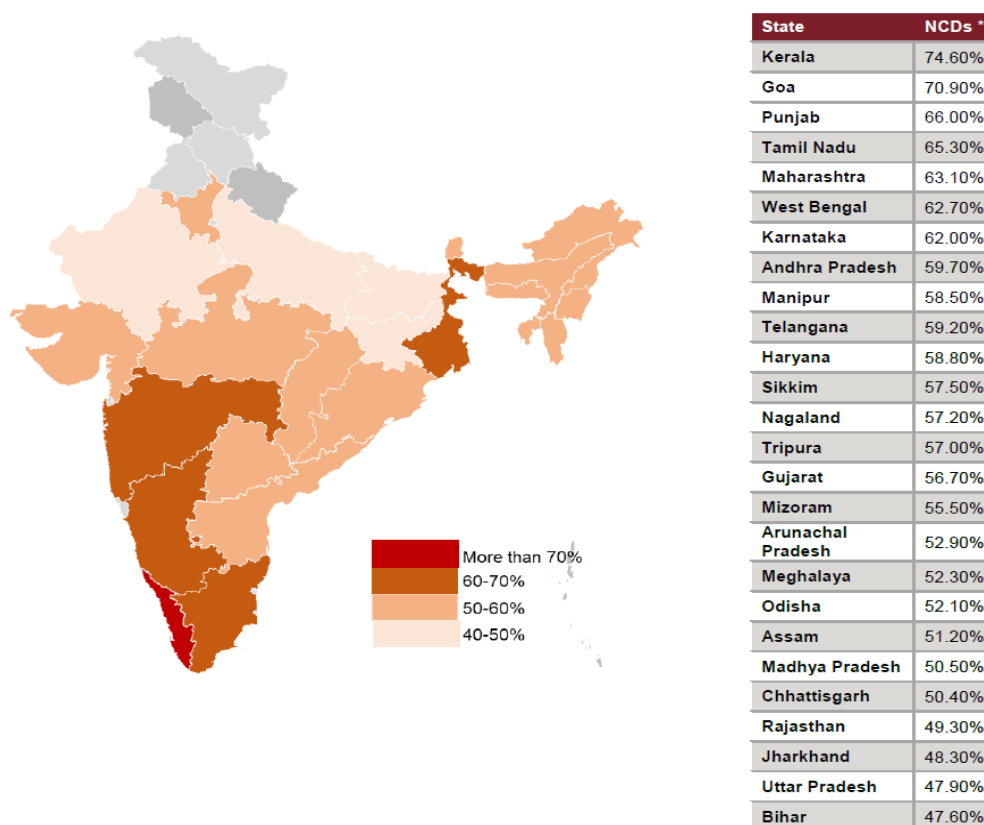 State NCDs *
Kerala 74.60%
Goa 70.90%
Punjab 66.00%
Tamil Nadu 65.30%
Maharashtra 63.10%
West Bengal 62.70%
Karnataka 62.00%
Andhra Pradesh 59.70%
Manipur 58.50%
Telangana 59.20%
Haryana 58.80%
Sikkim 57.50%
Nagaland 57.20%
Tripura 57.00%
Gujarat 56.70%
Mizoram 55.50%
Arunachal
Pradesh 52.90%
Meghalaya 52.30%
Odisha 52.10%
Assam 51.20%
Madhya Pradesh 50.50%
Chhattisgarh 50.40%
Rajasthan 49.30%
Jharkhand 48.30%
Uttar Pradesh 47.90%
Bihar 47.60%
More than 70%
60-70%
50-60%
40-50%